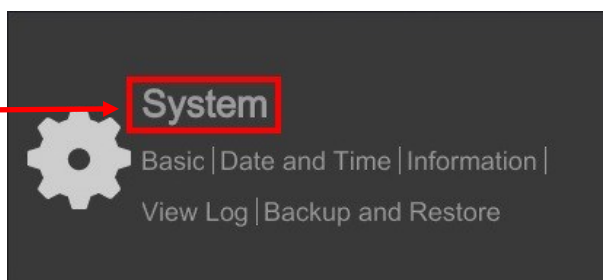 System
Basic | Date and Time | Information |
View Log | Backup and Restore